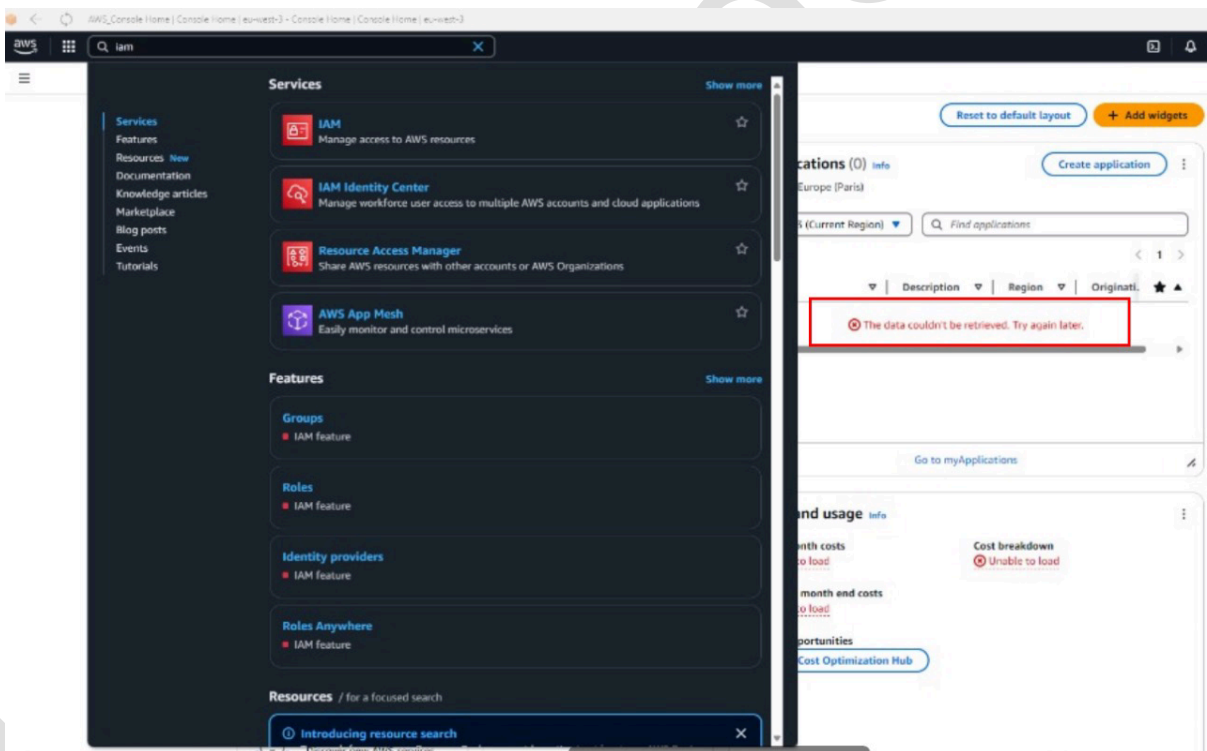 AWS_Console Home | Console Home | eu-west-3 - Console Home | Console Home | eu-west-3
aws
iam
Services
Show more
Services
Features
Resources New
Documentation
Knowledge articles
Marketplace
Blog posts
Events
Tutorials
IAM
Manage access to AWS resources
IAM Identity Center
Manage workforce user access to multiple AWS accounts and cloud applications
Resource Access Manager
Share AWS resources with other accounts or AWS Organizations
AWS App Mesh
Easily monitor and control microservices
Features
Show more
Groups
IAM feature
Roles
IAM feature
Identity providers
IAM feature
Roles Anywhere
IAM feature
Resources / for a focused search
Introducing resource search
Reset to default layout
+ Add widgets
cations (0) Info
Create application
Europe (Paris)
(Current Region)
Find applications
1
Description
Region
Originati.
The data couldn't be retrieved. Try again later.
Go to myApplications
and usage Info
nth costs
Cost breakdown
to load
Unable to load
month end costs
to load
portunities
Cost Optimization Hub